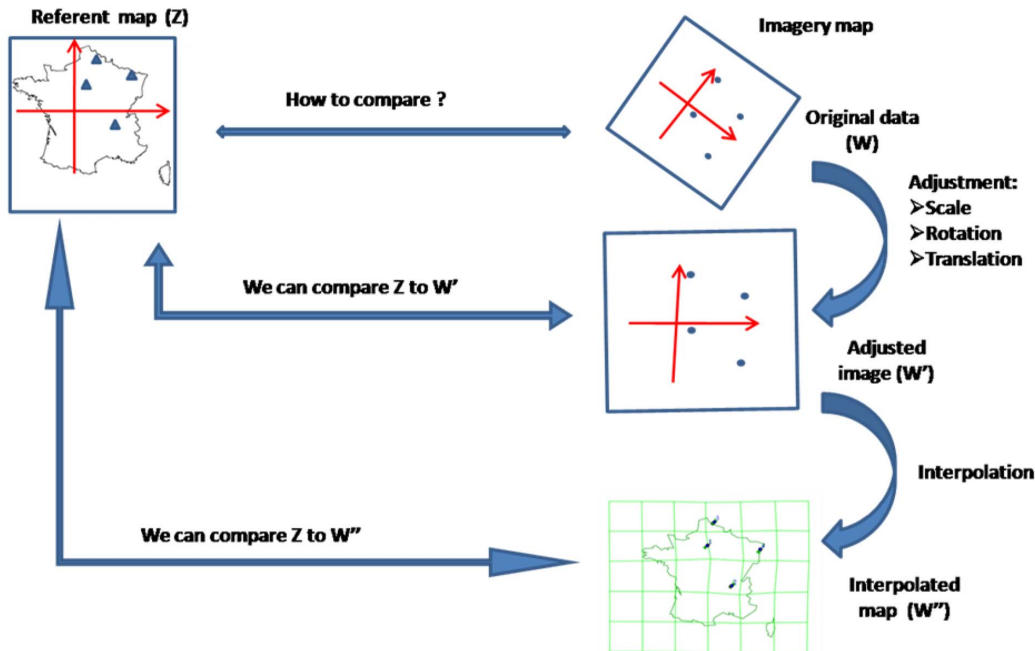 Referent map (Z)
Imagery map
How to compare ?
Original data
(W)
Adjustment:
➢Scale
➢Rotation
➢Translation
We can compare Z to W'
Adjusted
image (W')
Interpolation
We can compare Z to W"
Interpolated
map (W")